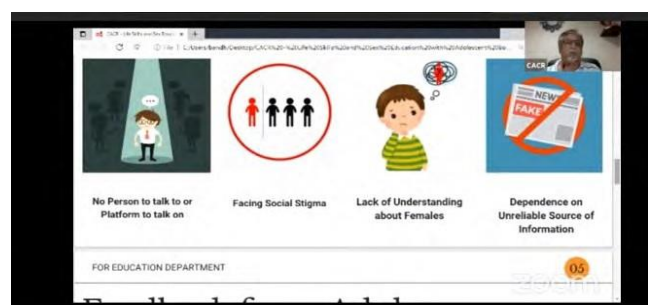 CACR
NEWS
FAKE
No Person to talk to or
Platform to talk on
Facing Social Stigma
Lack of Understanding
about Females
Dependence on
Unreliable Source of
Information
FOR EDUCATION DEPARTMENT
05
zoom